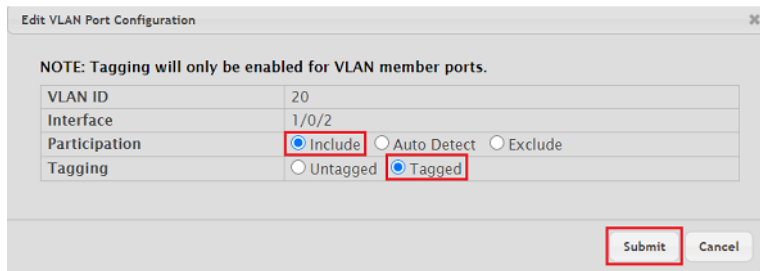 Edit VLAN Port Configuration
NOTE: Tagging will only be enabled for VLAN member ports.
VLAN ID 20
Interface 1/0/2
Participation Include Auto Detect Exclude
Tagging Untagged Tagged
Submit Cancel